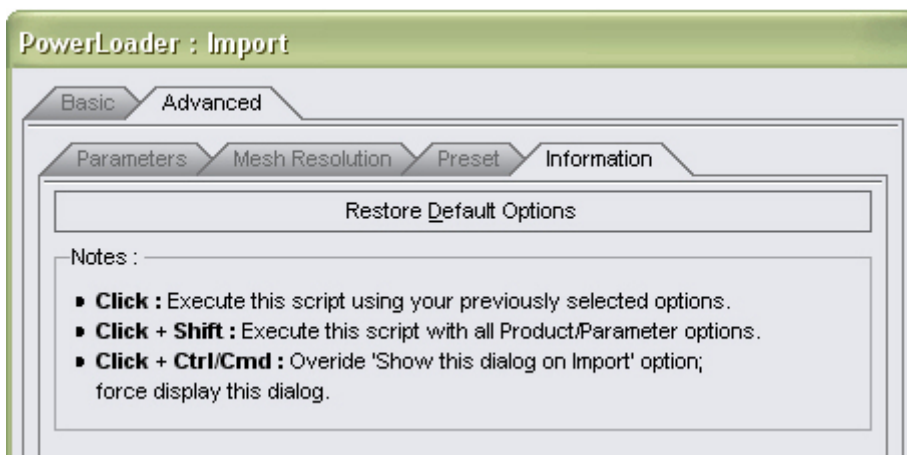 PowerLoader : Import
Basic
Advanced
Parameters
Mesh Resolution
Preset
Information
Restore Default Options
Notes :
Click : Execute this script using your previously selected options.
Click + Shift : Execute this script with all Product/Parameter options.
Click + Ctrl/Cmd : Overide 'Show this dialog on Import' option;
force display this dialog.